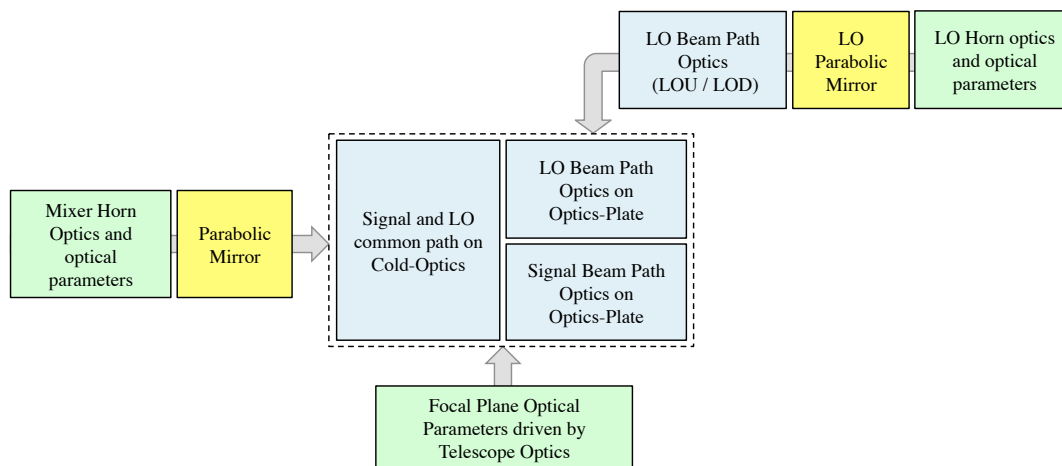 LO Beam Path
Optics
(LOU / LOD)
LO
Parabolic
Mirror
LO Horn optics
and optical
parameters
Mixer Horn
Optics and
optical
parameters
Parabolic
Mirror
Signal and LO
common path on
Cold-Optics
LO Beam Path
Optics on
Optics-Plate
Signal Beam Path
Optics on
Optics-Plate
Focal Plane Optical
Parameters driven by
Telescope Optics